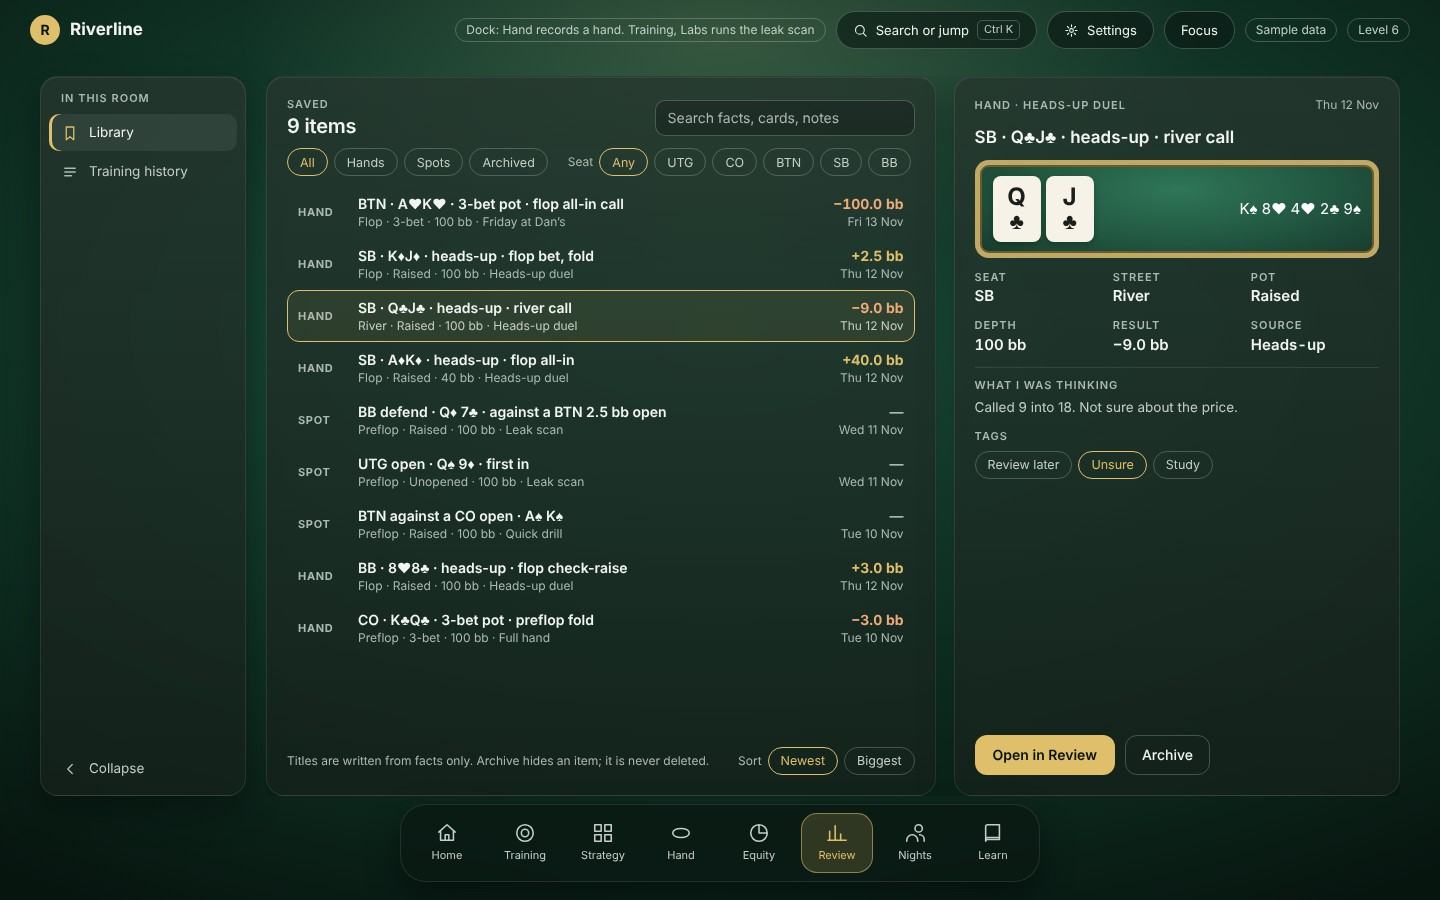 R Riverline
Dock: Hand records a hand. Training, Labs runs the leak scan
Search or jump Ctrl K
Settings
Focus
Sample data
Level 6
IN THIS ROOM
Library
Training history
Collapse
SAVED
9 items
Search facts, cards, notes
All Hands Spots Archived Seat Any UTG CO BTN SB BB
HAND
BTN · A♥K♥ · 3-bet pot · flop all-in call
−100.0 bb
Flop · 3-bet · 100 bb · Friday at Dan’s
Fri 13 Nov
HAND
SB · K♦J♦ · heads-up · flop bet, fold
+2.5 bb
Flop · Raised · 100 bb · Heads-up duel
Thu 12 Nov
HAND
SB · Q♣J♣ · heads-up · river call
−9.0 bb
River · Raised · 100 bb · Heads-up duel
Thu 12 Nov
HAND
SB · A♦K♦ · heads-up · flop all-in
+40.0 bb
Flop · Raised · 40 bb · Heads-up duel
Thu 12 Nov
SPOT
BB defend · Q♦ 7♣ · against a BTN 2.5 bb open
—
Preflop · Raised · 100 bb · Leak scan
Wed 11 Nov
SPOT
UTG open · Q♠ 9♦ · first in
—
Preflop · Unopened · 100 bb · Leak scan
Wed 11 Nov
SPOT
BTN against a CO open · A♠ K♠
—
Preflop · Raised · 100 bb · Quick drill
Tue 10 Nov
HAND
BB · 8♥8♣ · heads-up · flop check-raise
+3.0 bb
Flop · Raised · 100 bb · Heads-up duel
Thu 12 Nov
HAND
CO · K♣Q♣ · 3-bet pot · preflop fold
−3.0 bb
Preflop · 3-bet · 100 bb · Full hand
Tue 10 Nov
Titles are written from facts only. Archive hides an item; it is never deleted.
Sort Newest Biggest
HAND · HEADS-UP DUEL
Thu 12 Nov
SB · Q♣J♣ · heads-up · river call
Q♣ J♣
K♠ 8♥ 4♥ 2♣ 9♠
SEAT STREET POT
SB River Raised
DEPTH RESULT SOURCE
100 bb −9.0 bb Heads-up
WHAT I WAS THINKING
Called 9 into 18. Not sure about the price.
TAGS
Review later Unsure Study
Open in Review Archive
Home Training Strategy Hand Equity Review Nights Learn